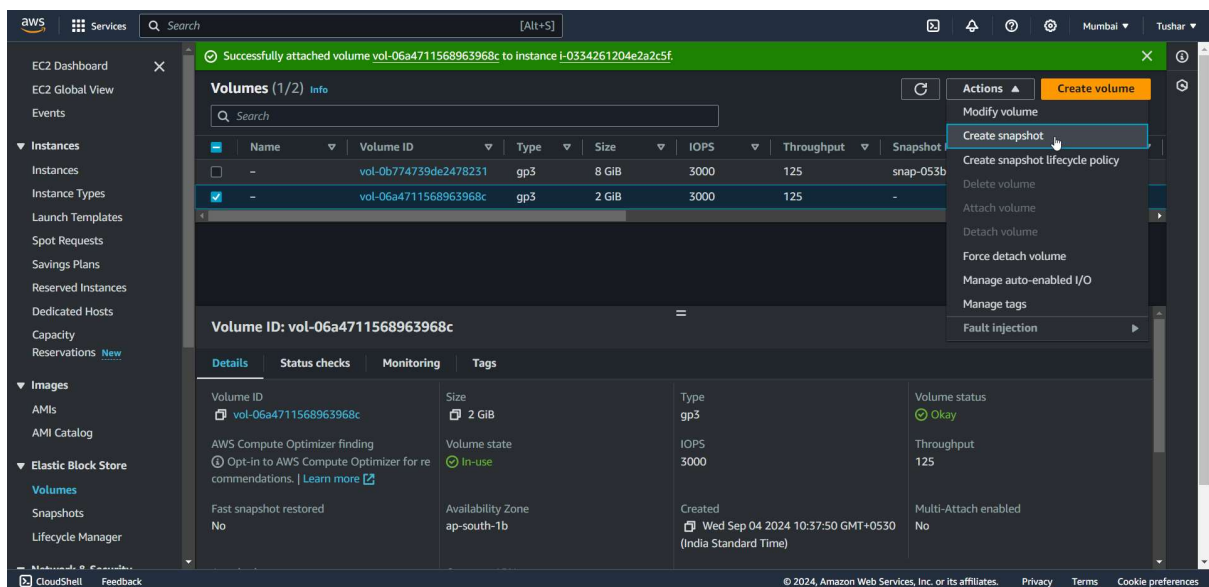 aws Services Search [Alt+S] Mumbai ▼ Tushar ▼
EC2 Dashboard
EC2 Global View
Events
▼ Instances
Instances
Instance Types
Launch Templates
Spot Requests
Savings Plans
Reserved Instances
Dedicated Hosts
Capacity
Reservations New
▼ Images
AMIs
AMI Catalog
▼ Elastic Block Store
Volumes
Snapshots
Lifecycle Manager
Successfully attached volume vol-06a4711568963968c to instance i-0334261204e2a2c5f.
Volumes (1/2) Info
Actions ▲ Create volume
Search
Name Volume ID Type Size IOPS Throughput Snapshot
– vol-0b774739de2478231 gp3 8 GiB 3000 125 snap-053b
– vol-06a4711568963968c gp3 2 GiB 3000 125 -
Modify volume
Create snapshot
Create snapshot lifecycle policy
Delete volume
Attach volume
Detach volume
Force detach volume
Manage auto-enabled I/O
Manage tags
Fault injection
Volume ID: vol-06a4711568963968c
Details Status checks Monitoring Tags
Volume ID
vol-06a4711568963968c
Size
2 GiB
Type
gp3
Volume status
Okay
AWS Compute Optimizer finding
Opt-in to AWS Compute Optimizer for re
commendations. | Learn more
Volume state
In-use
IOPS
3000
Throughput
125
Fast snapshot restored
No
Availability Zone
ap-south-1b
Created
Wed Sep 04 2024 10:37:50 GMT+0530
(India Standard Time)
Multi-Attach enabled
No
CloudShell Feedback © 2024, Amazon Web Services, Inc. or its affiliates. Privacy Terms Cookie preferences